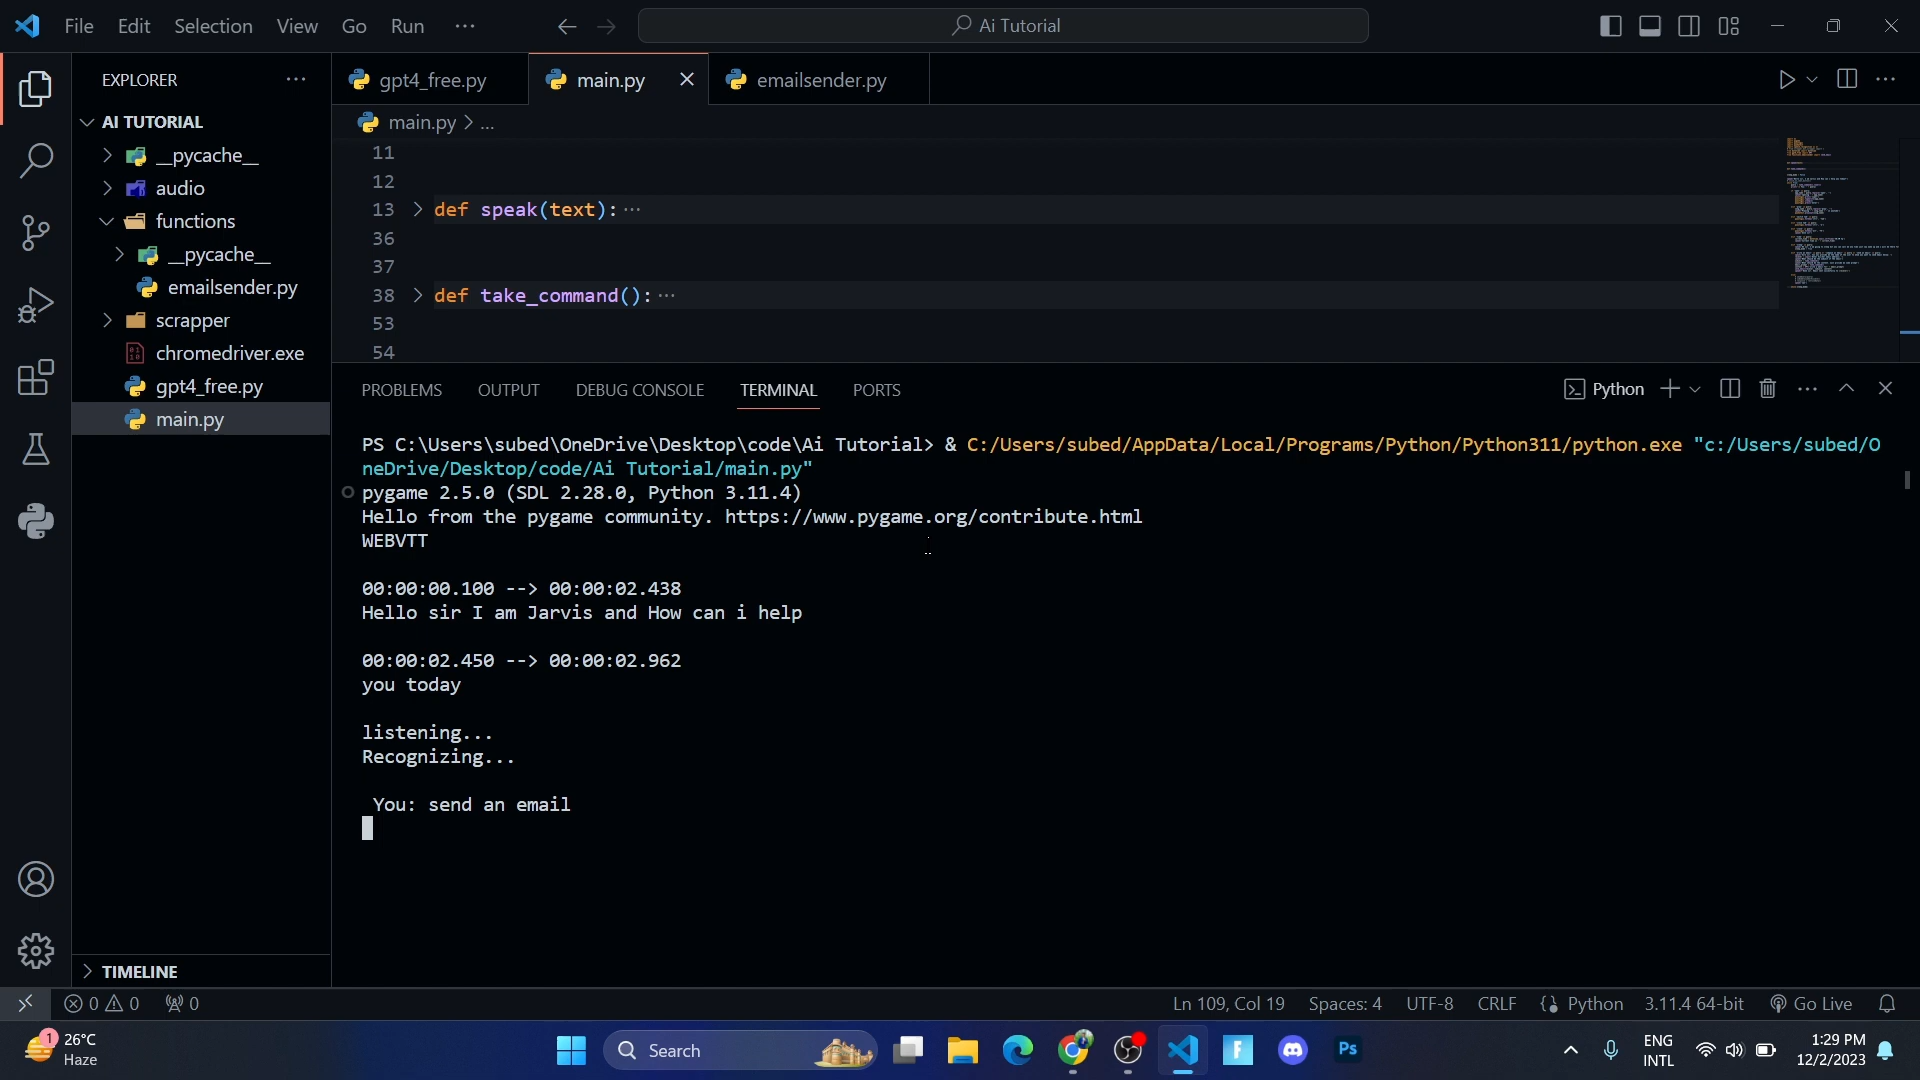 File Edit Selection View Go Run ···
Ai Tutorial
EXPLORER ···
AI TUTORIAL
__pycache__
audio
functions
__pycache__
emailsender.py
scrapper
chromedriver.exe
gpt4_free.py
main.py
TIMELINE
gpt4_free.py main.py emailsender.py
main.py > ...
11
12
13 > def speak(text): ···
36
37
38 > def take_command(): ···
53
54
PROBLEMS OUTPUT DEBUG CONSOLE TERMINAL PORTS
Python
PS C:\Users\subed\OneDrive\Desktop\code\Ai Tutorial> & C:/Users/subed/AppData/Local/Programs/Python/Python311/python.exe "c:/Users/subed/O
neDrive/Desktop/code/Ai Tutorial/main.py"
pygame 2.5.0 (SDL 2.28.0, Python 3.11.4)
Hello from the pygame community. https://www.pygame.org/contribute.html
WEBVTT
00:00:00.100 --> 00:00:02.438
Hello sir I am Jarvis and How can i help
00:00:02.450 --> 00:00:02.962
you today
listening...
Recognizing...
You: send an email
0 0 0
Ln 109, Col 19 Spaces: 4 UTF-8 CRLF {} Python 3.11.4 64-bit Go Live
1
26°C
Haze
Search
F
Ps
ENG
INTL
1:29 PM
12/2/2023